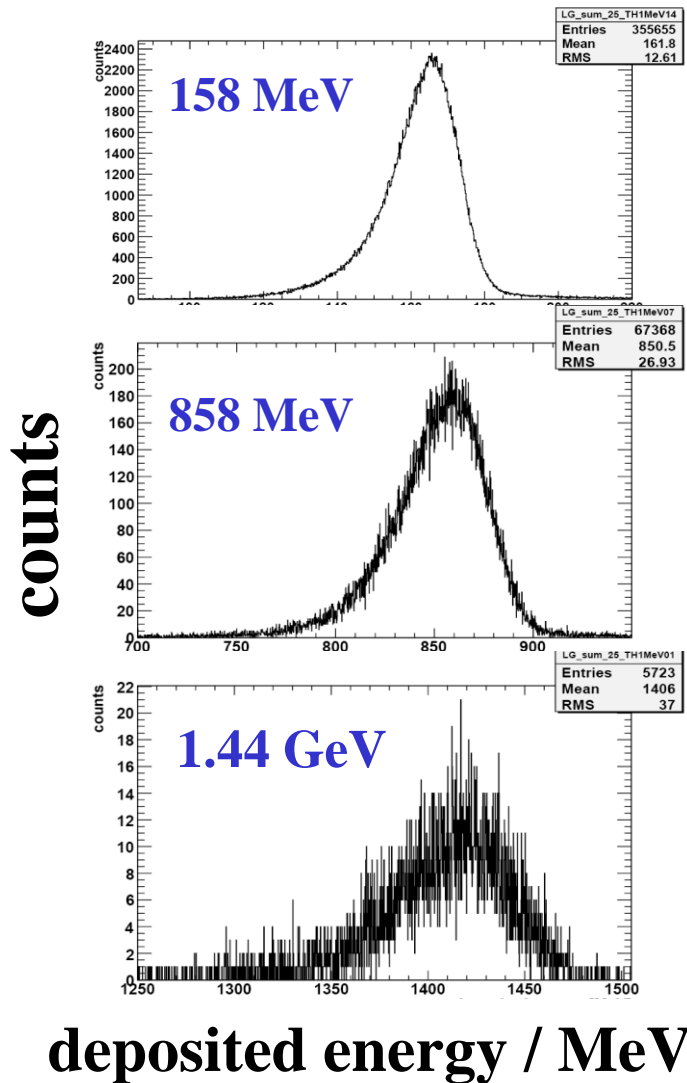 LG_sum_25_TH1MeV14
Entries 355655
Mean 161.8
RMS 12.61
counts
158 MeV
2400
2200
2000
1800
1600
1400
1200
1000
800
600
400
200
0
LG_sum_25_TH1MeV07
Entries 67368
Mean 850.5
RMS 26.93
counts
858 MeV
200
180
160
140
120
100
80
60
40
20
0
700 750 800 850 900
counts
LG_sum_25_TH1MeV01
Entries 5723
Mean 1406
RMS 37
counts
1.44 GeV
22
20
18
16
14
12
10
8
6
4
2
0
1250 1300 1350 1400 1450 1500
deposited energy / MeV